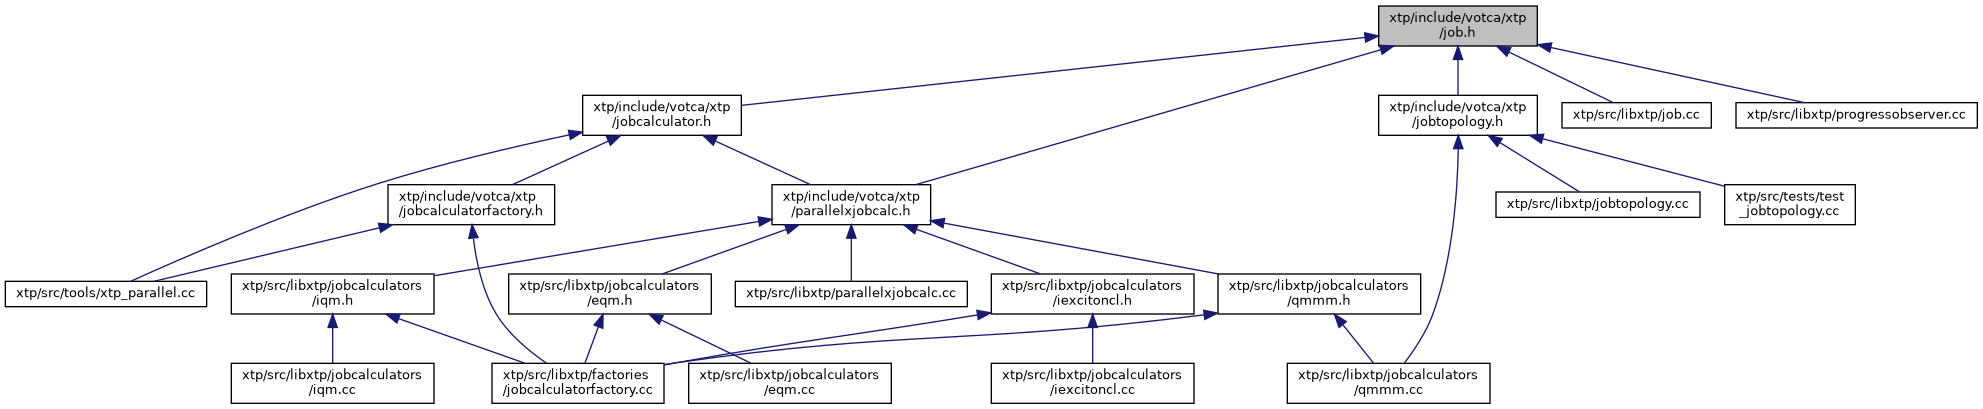 xtp/include/votca/xtp
/job.h
xtp/include/votca/xtp
/jobcalculator.h
xtp/include/votca/xtp
/jobtopology.h
xtp/src/libxtp/job.cc
xtp/src/libxtp/progressobserver.cc
xtp/include/votca/xtp
/jobcalculatorfactory.h
xtp/include/votca/xtp
/parallelxjobcalc.h
xtp/src/libxtp/jobtopology.cc
xtp/src/tests/test
_jobtopology.cc
xtp/src/tools/xtp_parallel.cc
xtp/src/libxtp/jobcalculators
/iqm.h
xtp/src/libxtp/jobcalculators
/eqm.h
xtp/src/libxtp/parallelxjobcalc.cc
xtp/src/libxtp/jobcalculators
/iexcitoncl.h
xtp/src/libxtp/jobcalculators
/qmmm.h
xtp/src/libxtp/jobcalculators
/iqm.cc
xtp/src/libxtp/factories
/jobcalculatorfactory.cc
xtp/src/libxtp/jobcalculators
/eqm.cc
xtp/src/libxtp/jobcalculators
/iexcitoncl.cc
xtp/src/libxtp/jobcalculators
/qmmm.cc